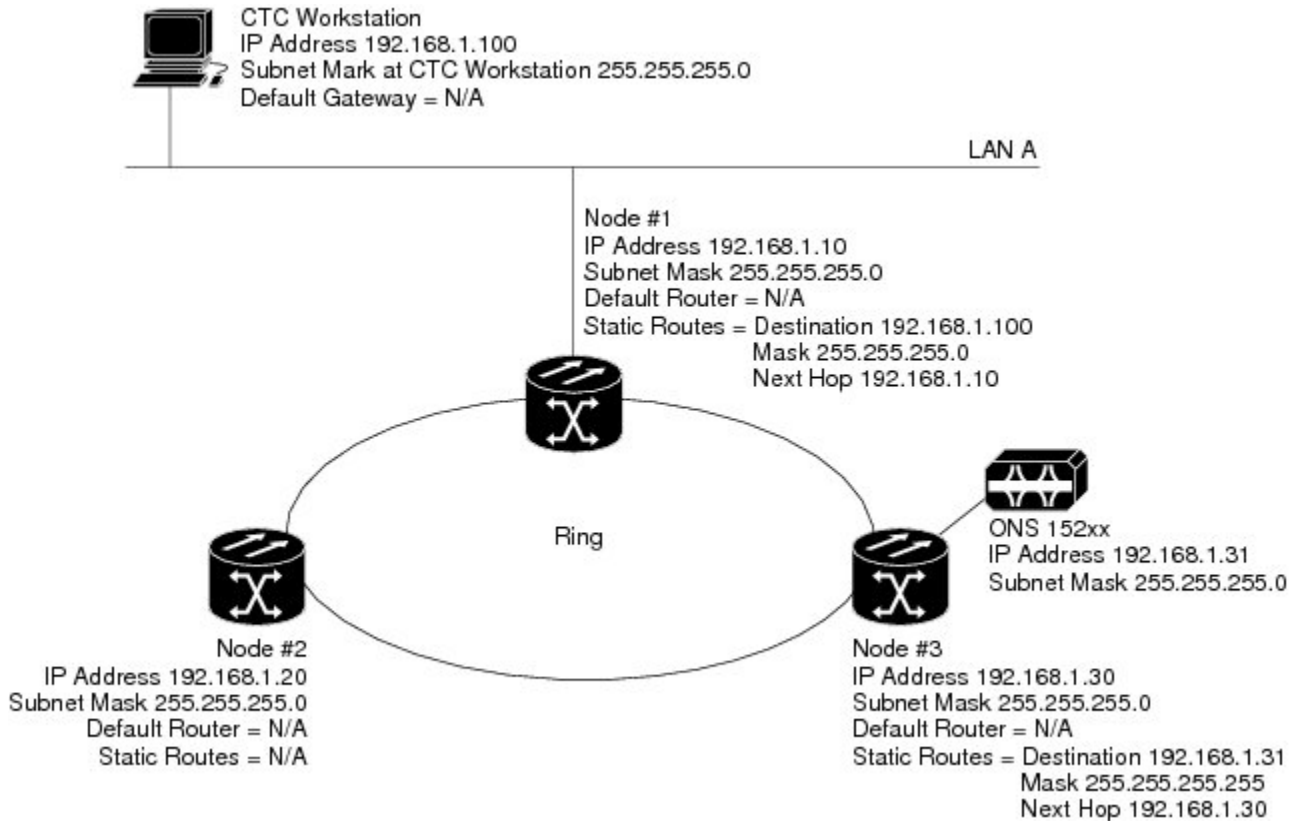 CTC Workstation
IP Address 192.168.1.100
Subnet Mark at CTC Workstation 255.255.255.0
Default Gateway = N/A
LAN A
Node #1
IP Address 192.168.1.10
Subnet Mask 255.255.255.0
Default Router = N/A
Static Routes = Destination 192.168.1.100
Mask 255.255.255.0
Next Hop 192.168.1.10
Ring
ONS 152xx
IP Address 192.168.1.31
Subnet Mask 255.255.255.0
Node #2
IP Address 192.168.1.20
Subnet Mask 255.255.255.0
Default Router = N/A
Static Routes = N/A
Node #3
IP Address 192.168.1.30
Subnet Mask 255.255.255.0
Default Router = N/A
Static Routes = Destination 192.168.1.31
Mask 255.255.255.255
Next Hop 192.168.1.30